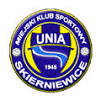 MIEJSKI KLUB SPORTOWY
UNIA
1945
SKIERNIEWICE